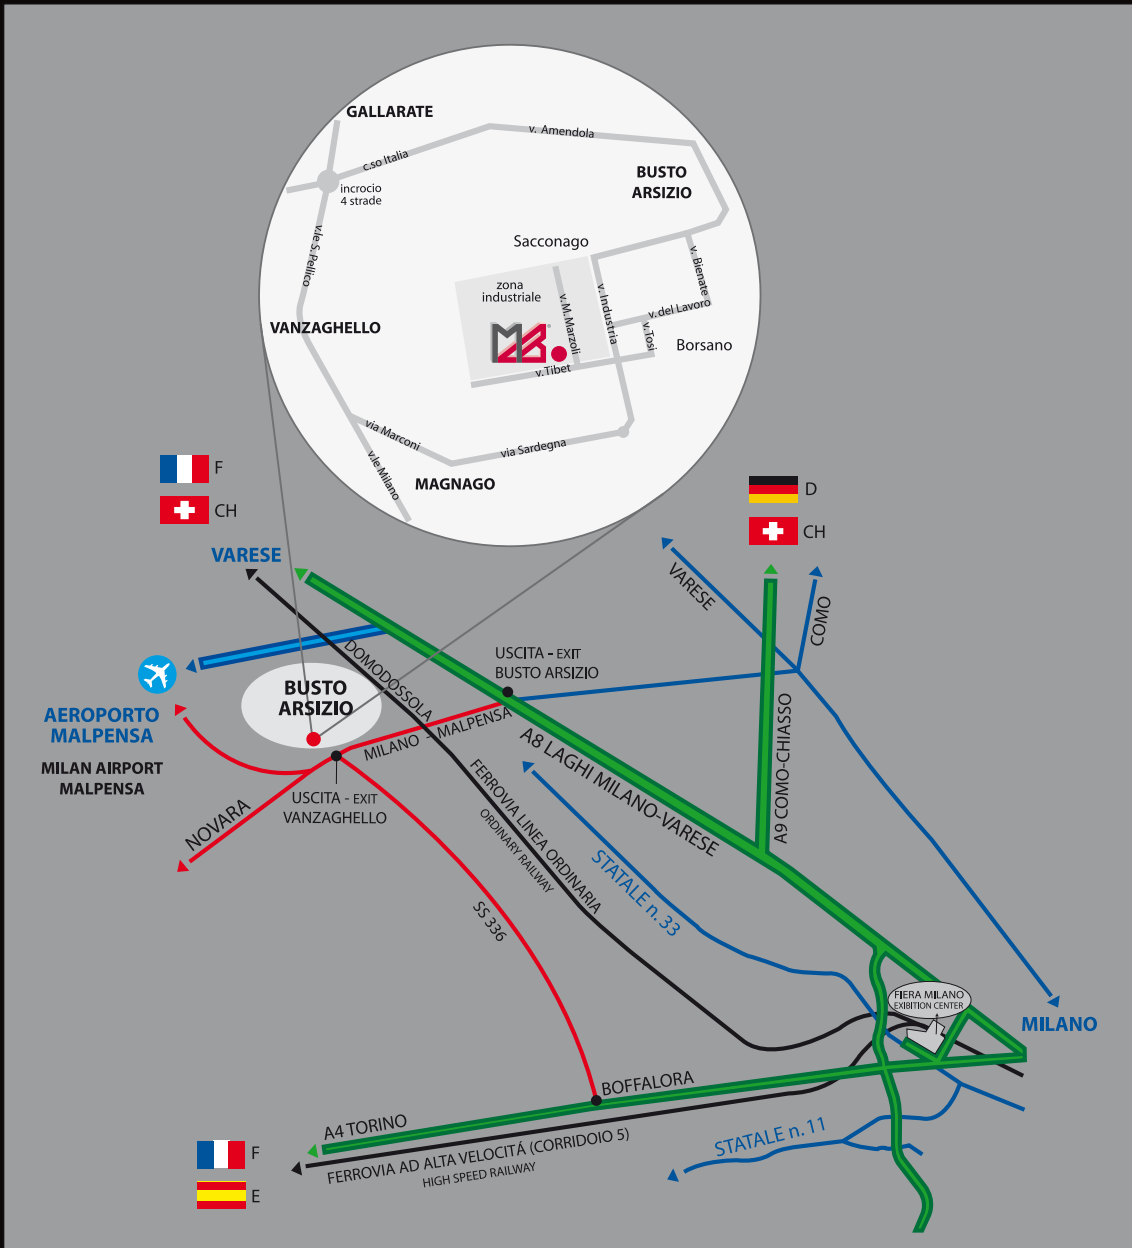 GALLARATE
v. Amendola
c.so Italia
BUSTO
ARSIZIO
incrocio
4 strade
v.le S. Pellico
Sacconago
v. Bienate
zona
industriale
v. M. Marzoli
v. Industria
v. del Lavoro
VANZAGHELLO
v. Tosi
Borsano
v. Tibet
via Marconi
via Sardegna
v.le Milano
MAGNAGO
F
CH
D
CH
VARESE
VARESE
COMO
DOMODOSSOLA
USCITA - EXIT
BUSTO ARSIZIO
BUSTO
ARSIZIO
AEROPORTO
MALPENSA
MILAN AIRPORT
MALPENSA
MILANO - MALPENSA
A8 LAGHI MILANO-VARESE
A9 COMO-CHIASSO
USCITA - EXIT
VANZAGHELLO
NOVARA
FERROVIA LINEA ORDINARIA
ORDINARY RAILWAY
STATALE n. 33
SS 336
FIERA MILANO
EXIBITION CENTER
MILANO
BOFFALORA
A4 TORINO
FERROVIA AD ALTA VELOCITÁ (CORRIDOIO 5)
HIGH SPEED RAILWAY
STATALE n. 11
F
E